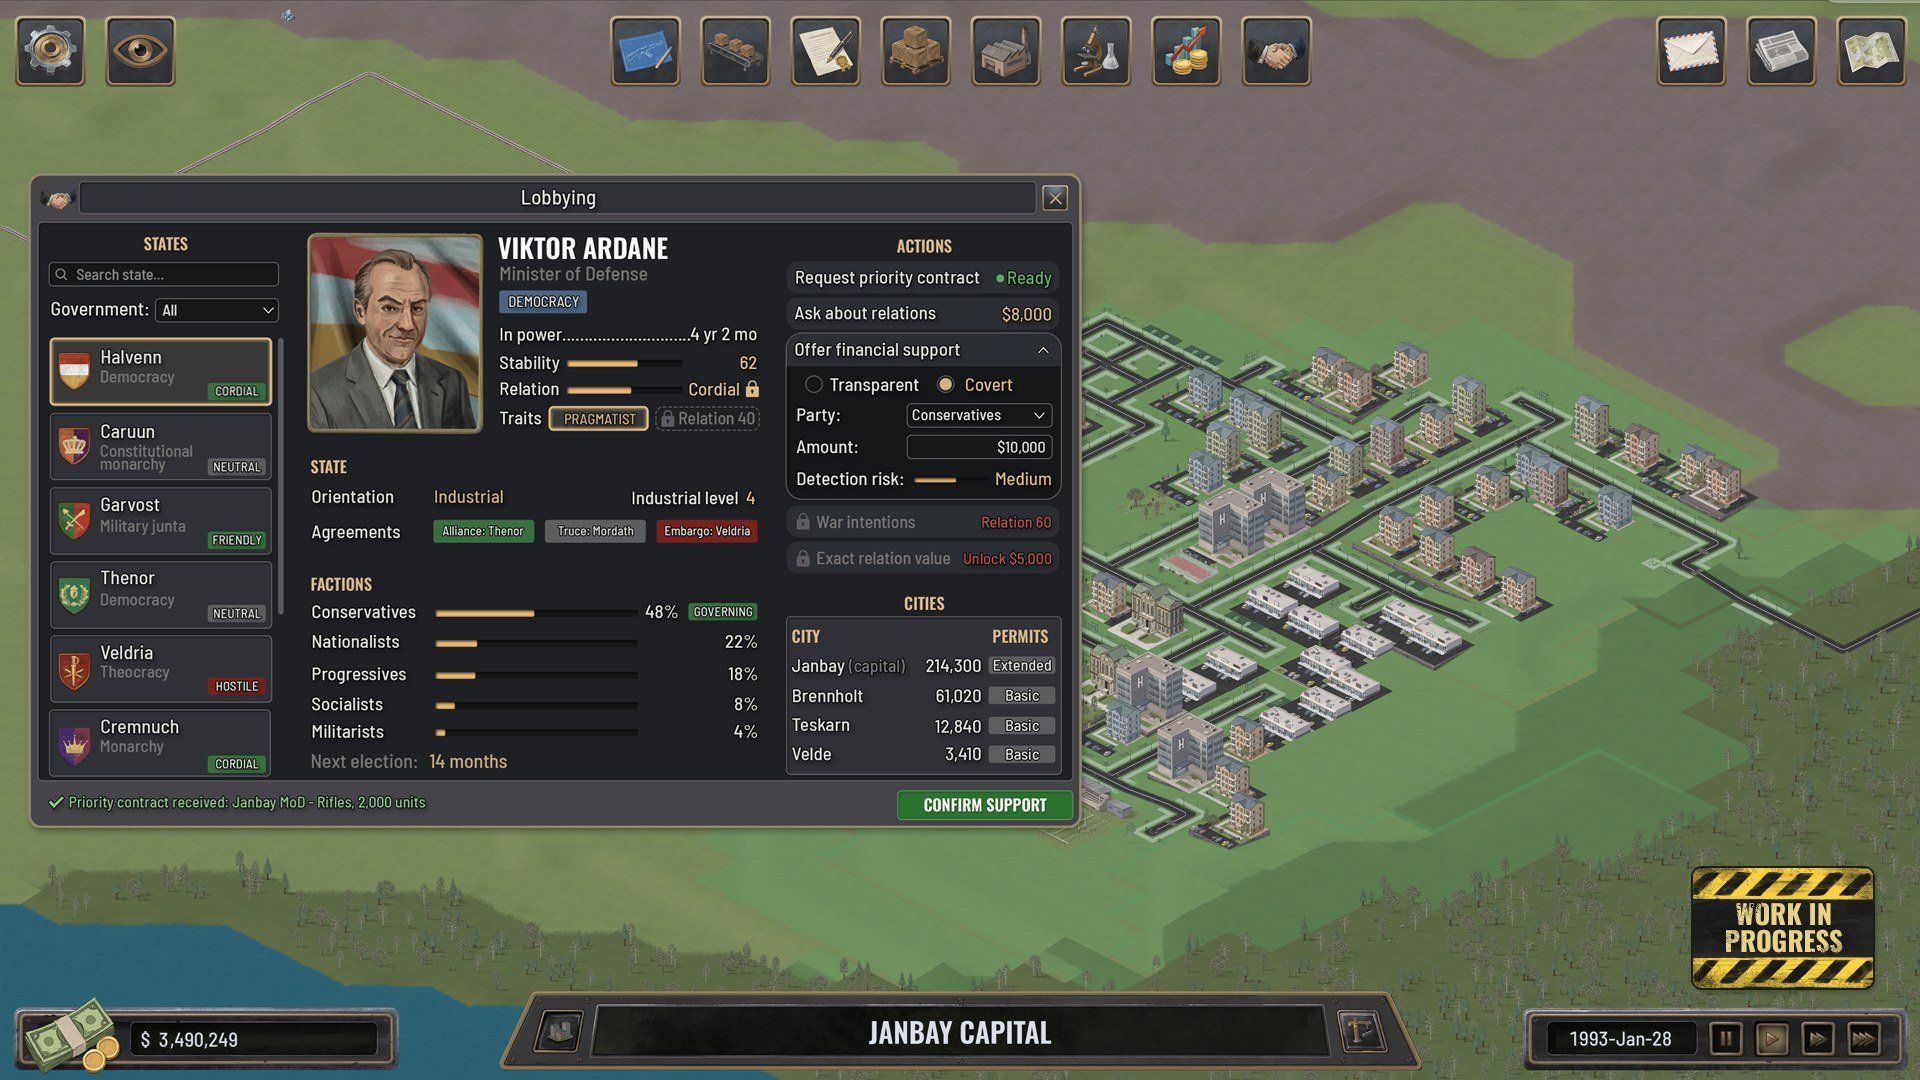 Lobbying
STATES
Search state...
Government: All
Halvenn
Democracy
CORDIAL
Caruun
Constitutional
monarchy
NEUTRAL
Garvost
Military junta
FRIENDLY
Thenor
Democracy
NEUTRAL
Veldria
Theocracy
HOSTILE
Cremnuch
Monarchy
CORDIAL
VIKTOR ARDANE
Minister of Defense
DEMOCRACY
In power............................4 yr 2 mo
Stability 62
Relation Cordial
Traits PRAGMATIST Relation 40
STATE
Orientation Industrial Industrial level 4
Agreements Alliance: Thenor Truce: Mordath Embargo: Veldria
FACTIONS
Conservatives 48% GOVERNING
Nationalists 22%
Progressives 18%
Socialists 8%
Militarists 4%
Next election: 14 months
ACTIONS
Request priority contract Ready
Ask about relations $8,000
Offer financial support
Transparent Covert
Party: Conservatives
Amount: $10,000
Detection risk: Medium
War intentions Relation 60
Exact relation value Unlock $5,000
CITIES
CITY PERMITS
Janbay (capital) 214,300 Extended
Brennholt 61,020 Basic
Teskarn 12,840 Basic
Velde 3,410 Basic
Priority contract received: Janbay MoD - Rifles, 2,000 units
CONFIRM SUPPORT
WORK IN
PROGRESS
$ 3,490,249
JANBAY CAPITAL
1993-Jan-28